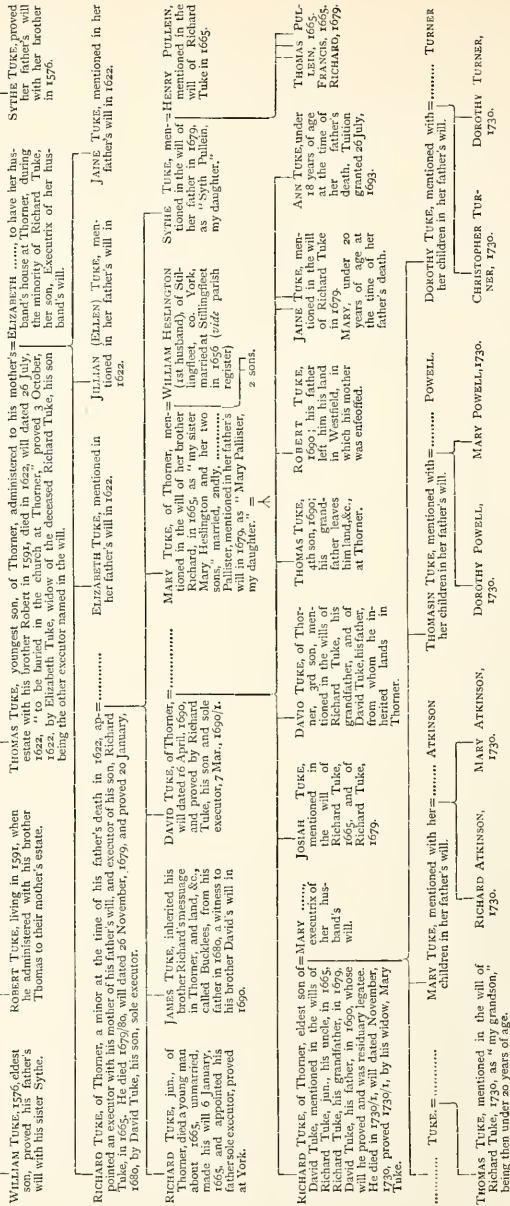 WILLIAM TUKE, 1576, eldest
son, proved his father's
will with his sister Sythe.
ROBERT TUKE, living in 1591, when
he administered with his brother
Thomas to their mother's estate.
THOMAS TUKE, youngest son, of Thorner, administered to his mother's
estate with his brother Robert in 1591, died in 1622, will dated 26 July,
1622, "to be buried in the church at Thorner," proved 3 October,
1622, by Elizabeth Tuke, widow of the deceased Richard Tuke, his son
being the other executor named in the will.
=ELIZABETH ........, to have her hus-
band's house at Thorner, during
the minority of Richard Tuke,
her son, Executrix of her hus-
band's will.
SYTHE TUKE, proved
her father's will
with her brother
in 1576.
RICHARD TUKE, of Thorner, a minor at the time of his father's death in 1622, ap-=............
pointed an executor with his mother of his father's will, and executor of his son, Richard
Tuke, in 1665. He died 1679/80, will dated 26 November, 1679, and proved 20 January,
1680, by David Tuke, his son, sole executor.
ELIZABETH TUKE, mentioned in
her father's will in 1622.
JILLIAN (ELLEN) TUKE, men-
tioned in her father's will in
1622.
JAINE TUKE, mentioned in her
father's will in 1622.
RICHARD TUKE, jun., of
Thorner, died a young man
about 1665, unmarried,
made his will 6 January,
1665, and appointed his
father sole executor, proved
at York.
JAMES TUKE, inherited his
brother Richard's messuage
in Thorner, and land, &c.,
called Bucklees, from his
father in 1680, a witness to
his brother David's will in
1690.
DAVID TUKE, of Thorner,=............
will dated 16 April, 1690,
and proved by Richard
Tuke, his son and sole
executor, 7 Mar., 1690/1.
MARY TUKE, of Thorner, men-
tioned in the will of her brother
Richard, in 1665, as "my sister
Mary Heslington and her two
sons," married, 2ndly, ............
Pallister, mentioned in her father's
will in 1679, as "Mary Pallister,
my daughter." =
=WILLIAM HESLINGTON
(1st husband), of Stil-
lingfleet, co. York,
married at Stillingfleet
in 1656 (vide parish
register)
2 sons.
SYTHE TUKE, men-
tioned in the will of
her father in 1679,
as "Syth Pullein,
my daughter."
=HENRY PULLEIN,
mentioned in the
will of Richard
Tuke in 1665.
RICHARD TUKE, of Thorner, eldest son of
David Tuke, mentioned in the wills of
Richard Tuke, jun., his uncle, in 1665,
Richard Tuke, his grandfather, in 1679.
David Tuke, his father, in 1690, whose
will he proved and was residuary legatee.
He died in 1730/1, will dated November,
1730, proved 1730/1, by his widow, Mary
Tuke.
=MARY ......,
executrix of
her hus-
band's
will.
JOSIAH TUKE,
mentioned in
the will of
Richard Tuke,
1665, and of
Richard Tuke,
1679.
DAVID TUKE, of Thor-
ner, 3rd son, men-
tioned in the wills of
Richard Tuke, his
grandfather, and of
David Tuke, his father,
from whom he in-
herited lands in
Thorner.
THOMAS TUKE,
4th son, 1690;
his grand-
father leaves
him land, &c.,
at Thorner.
ROBERT TUKE,
1690; his father
left him his land
in Westfield, in
which his mother
was enfeoffed.
JAINE TUKE, men-
tioned in the will
of Richard Tuke
in 1679.
MARY, under 20
years of age at
the time of her
father's death.
ANN TUKE, under
18 years of age
at the time of
her father's
death. Tuition
granted 26 July,
1693.
THOMAS PUL-
LEIN, 1665.
FRANCIS, 1665.
RICHARD, 1679.
............ TUKE.=............
MARY TUKE, mentioned with her=........ ATKINSON
children in her father's will.
THOMASIN TUKE, mentioned with=.......... POWELL.
her children in her father's will.
DOROTHY TUKE, mentioned with=.......... TURNER
her children in her father's will.
THOMAS TUKE, mentioned in the will of
Richard Tuke, 1730, as "my grandson,"
being then under 20 years of age.
RICHARD ATKINSON,
1730.
MARY ATKINSON,
1730.
DOROTHY POWELL,
1730.
MARY POWELL, 1730.
CHRISTOPHER TUR-
NER, 1730.
DOROTHY TURNER,
1730.